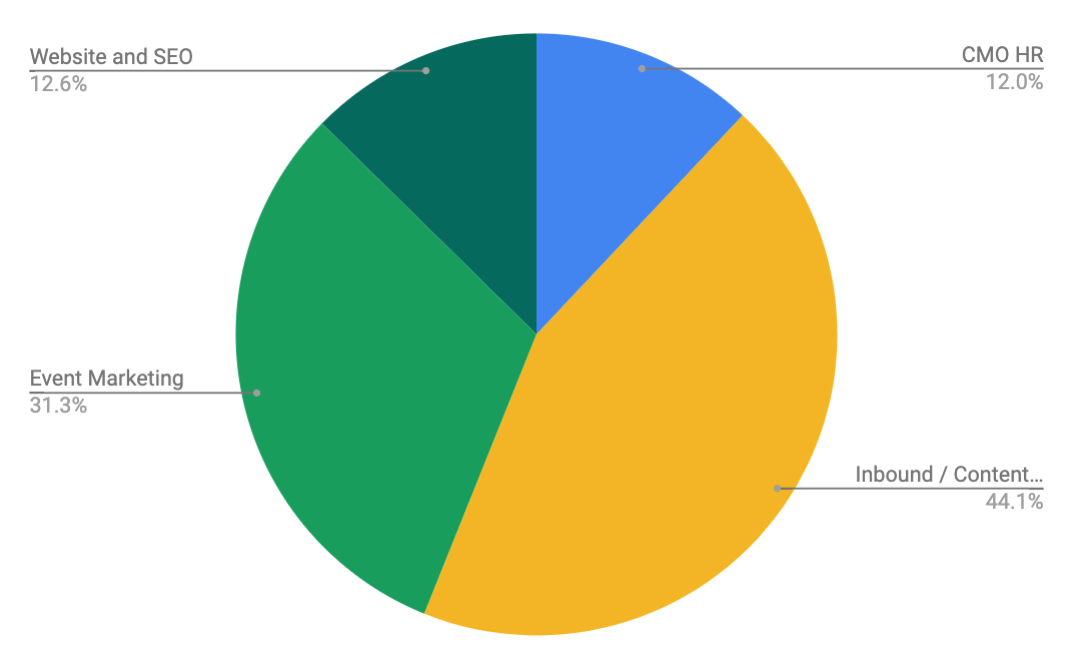 Website and SEO
12.6%
CMO HR
12.0%
Event Marketing
31.3%
Inbound / Content...
44.1%